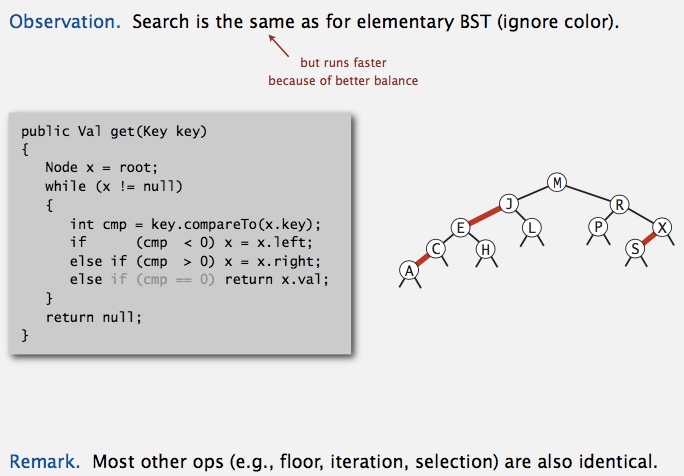 Observation. Search is the same as for elementary BST (ignore color).
but runs faster
because of better balance
public Val get(Key key)
{
   Node x = root;
   while (x != null)
   {
      int cmp = key.compareTo(x.key);
      if      (cmp  < 0) x = x.left;
      else if (cmp  > 0) x = x.right;
      else if (cmp == 0) return x.val;
   }
   return null;
}
M
J R
E L P X
C H S
A
Remark. Most other ops (e.g., floor, iteration, selection) are also identical.